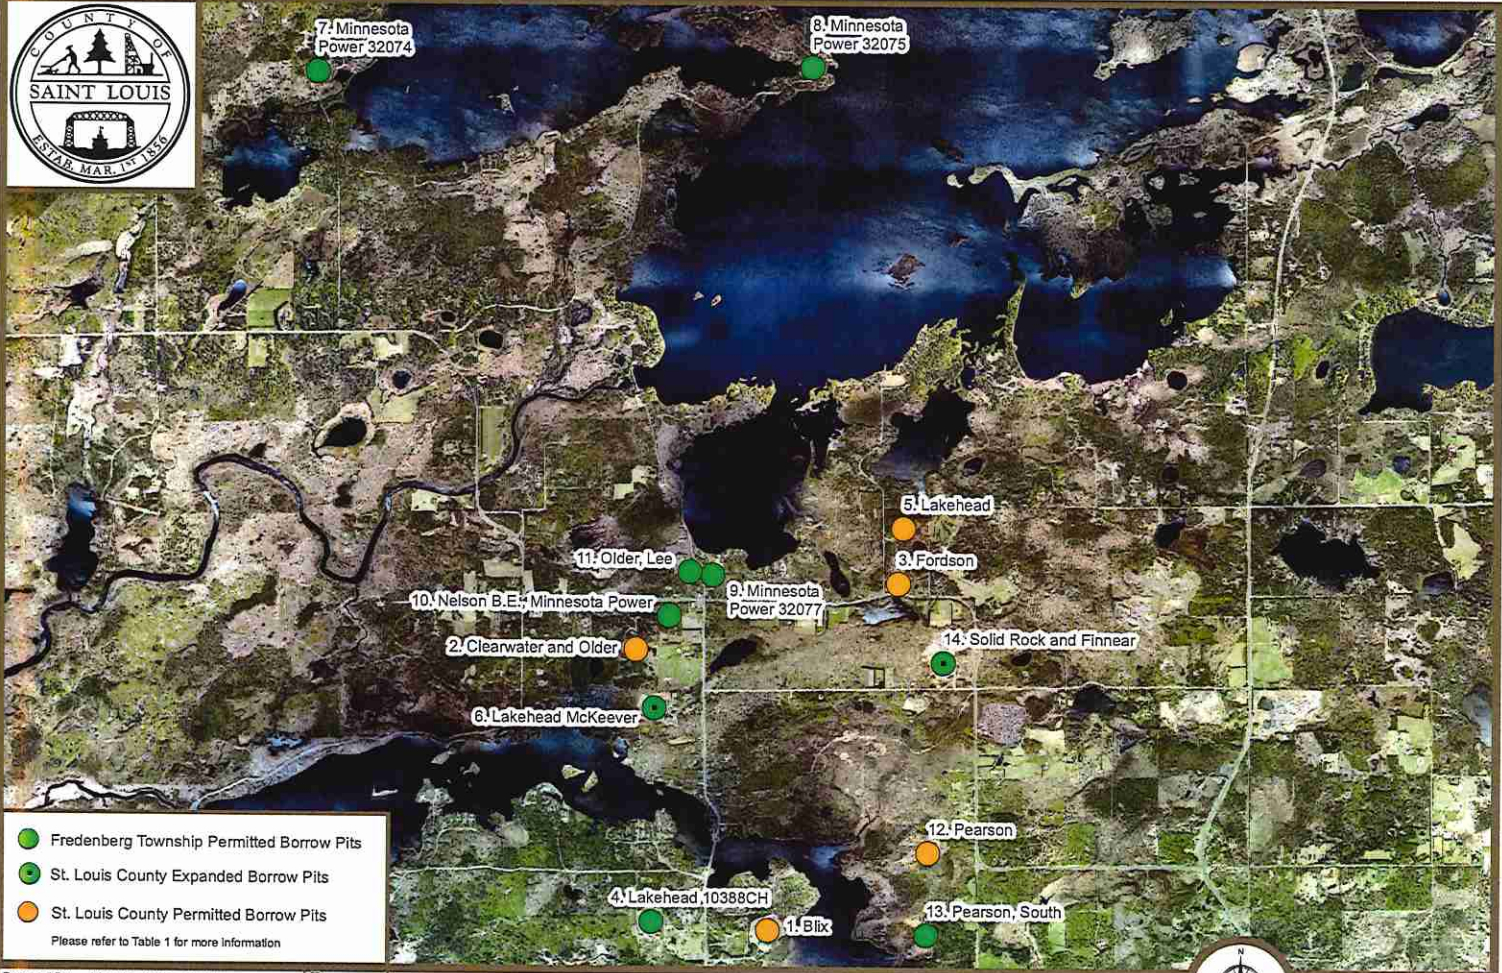 COUNTY OF
SAINT LOUIS
ESTAB. MAR. 1ST 1856
7. Minnesota
Power 32074
8. Minnesota
Power 32075
5. Lakehead
3. Fordson
11. Older, Lee
9. Minnesota
Power 32077
10. Nelson B.E., Minnesota Power
2. Clearwater and Older
14. Solid Rock and Finnear
6. Lakehead McKeever
12. Pearson
4. Lakehead 10388CH
1. Blix
13. Pearson, South
Fredenberg Township Permitted Borrow Pits
St. Louis County Expanded Borrow Pits
St. Louis County Permitted Borrow Pits
Please refer to Table 1 for more information
N